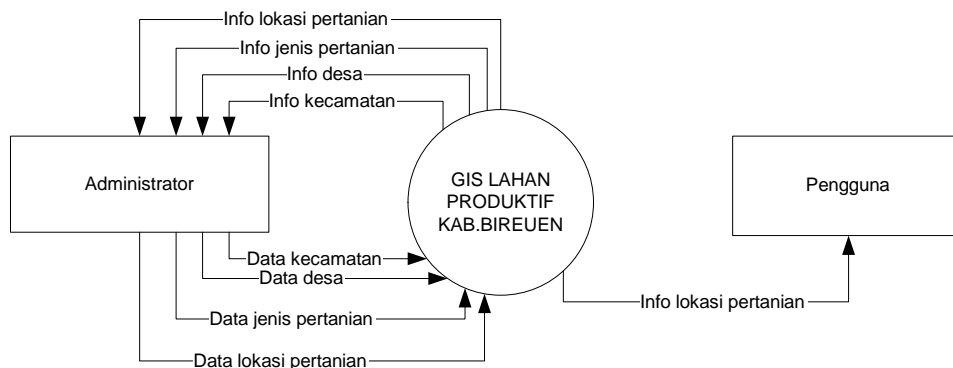 Info lokasi pertanian
Info jenis pertanian
Info desa
Info kecamatan
Administrator
GIS LAHAN
PRODUKTIF
KAB.BIREUEN
Pengguna
Data kecamatan
Data desa
Info lokasi pertanian
Data jenis pertanian
Data lokasi pertanian